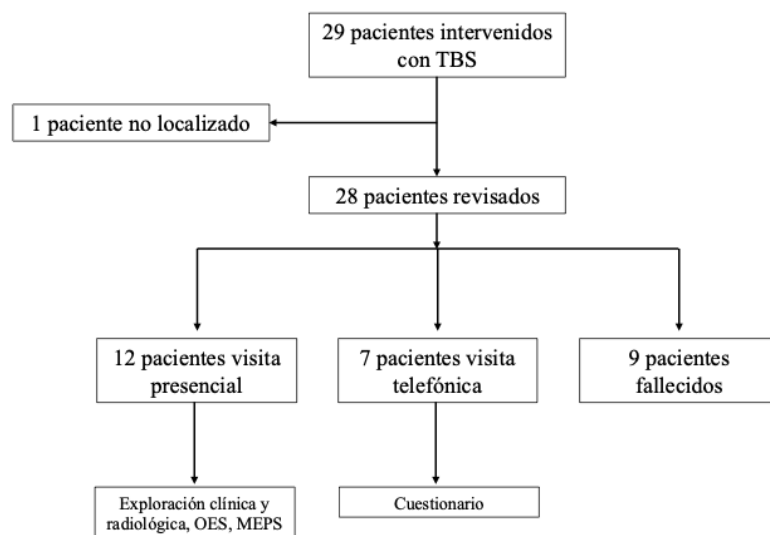 29 pacientes intervenidos
con TBS
1 paciente no localizado
28 pacientes revisados
12 pacientes visita
presencial
7 pacientes visita
telefónica
9 pacientes
fallecidos
Exploración clínica y
radiológica, OES, MEPS
Cuestionario